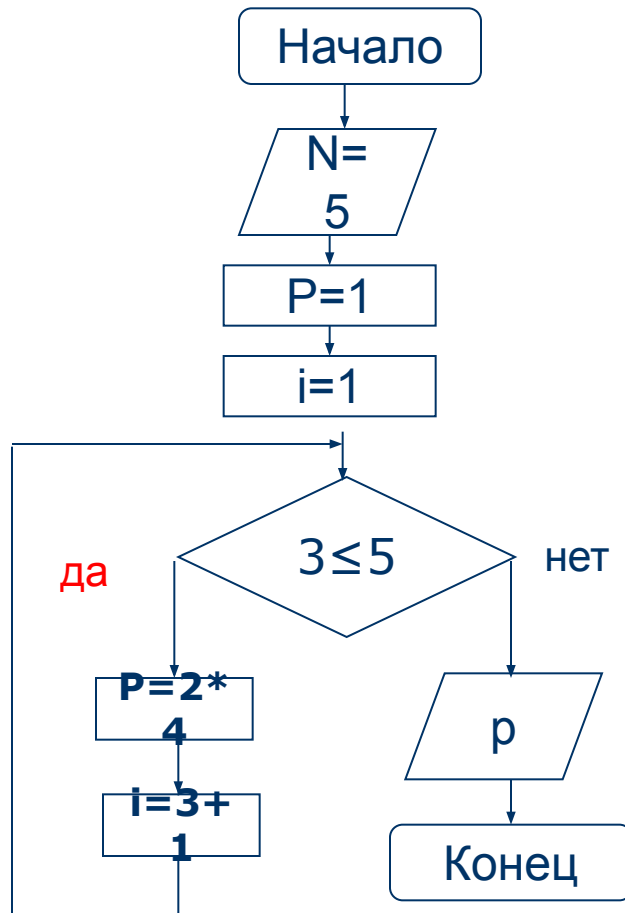 Начало
N=
5
P=1
i=1
3≤5
да
нет
P=2*
4
p
i=3+
1
Конец